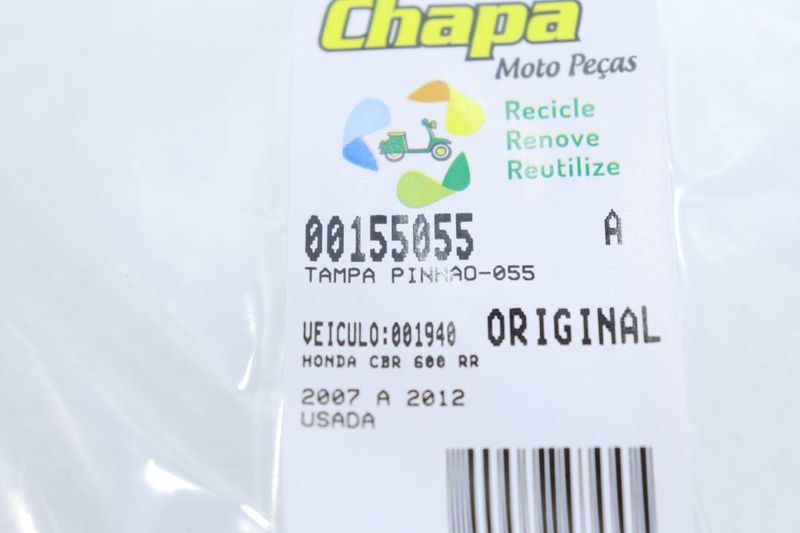 Chapa
Moto Peças
Recicle
Renove
Reutilize
00155055 A
TAMPA PINHAO-055
VEICULO:001940 ORIGINAL
HONDA CBR 600 RR
2007 A 2012
USADA